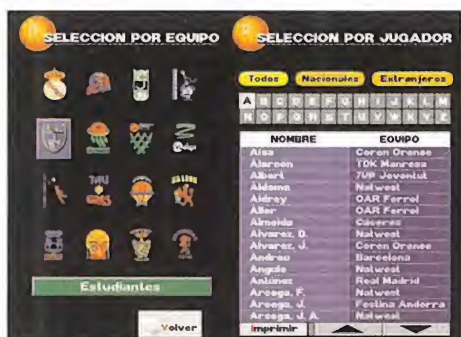 SELECCION POR EQUIPO
Estudiantes
Volver
SELECCION POR JUGADOR
Todos Nacionales Extranjeros
A B C D E F G H I J K L M
N O P Q R S T U V W X Y Z
NOMBRE EQUIPO
Aisa Coren Orense
Alarcon TDK Manresa
Albert 7UP Joventut
Aldama Natwest
Aldrey OAR Ferrol
Aller OAR Ferrol
Almeida Caceres
Alvarez, D. Natwest
Alvarez, J. Coren Orense
Andreu Barcelona
Angulo Natwest
Antunez Real Madrid
Arcega, F. Natwest
Arcega, J. Festina Andorra
Arcega, J. A. Natwest
Imprimir